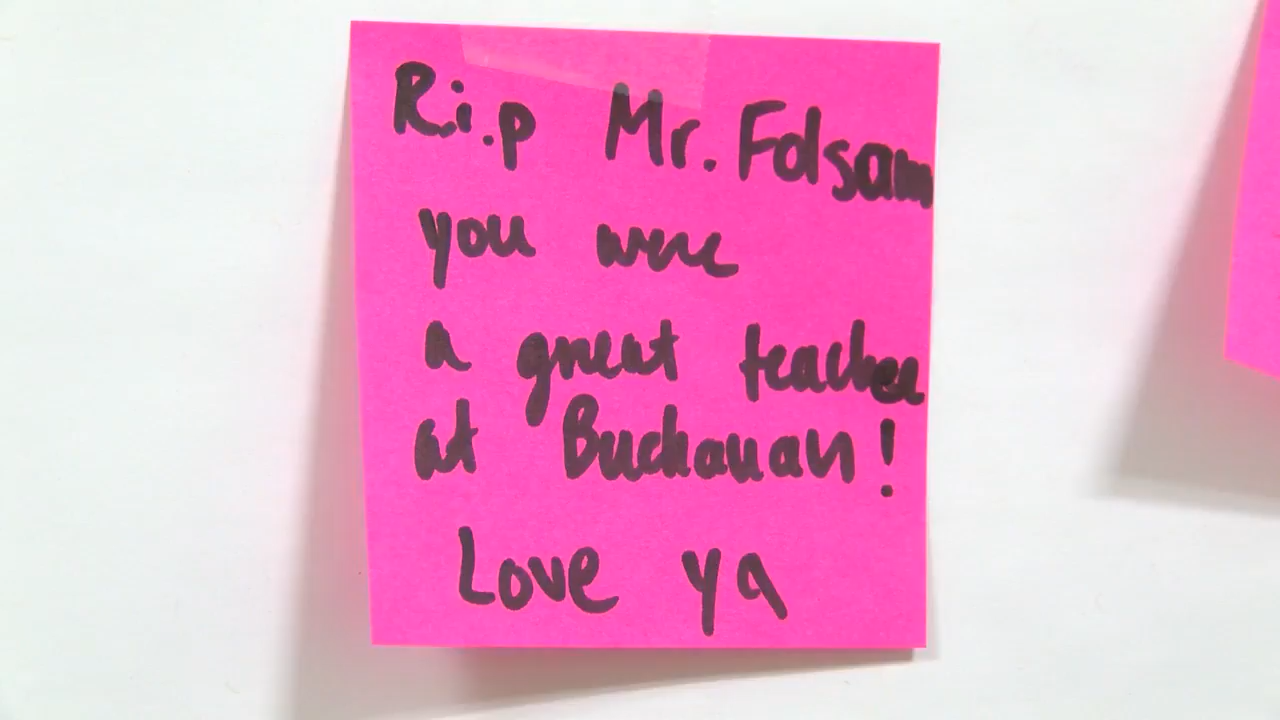 R.i.p Mr. Folsom
you were
a great teacher
at Buchanan!
Love ya